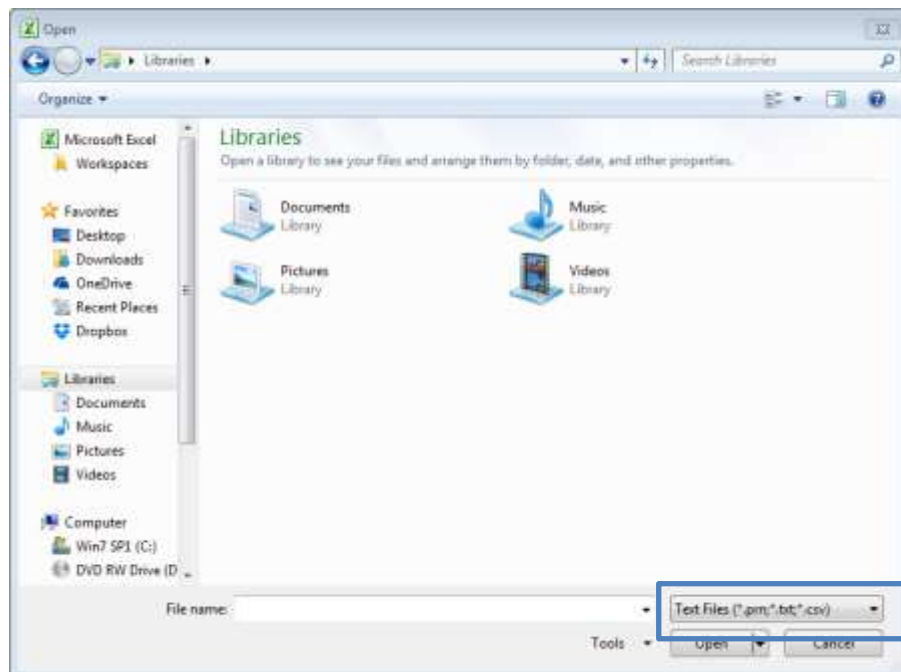 Open
Libraries
Search Libraries
Organize
Microsoft Excel
Workspaces
Favorites
Desktop
Downloads
OneDrive
Recent Places
Dropbox
Libraries
Documents
Music
Pictures
Videos
Computer
Win7 SP1 (C:)
DVD RW Drive (D
Libraries
Open a library to see your files and arrange them by folder, date, and other properties.
Documents
Library
Music
Library
Pictures
Library
Videos
Library
File name:
Text Files (*.prn;*.txt;*.csv)
Tools
Open
Cancel